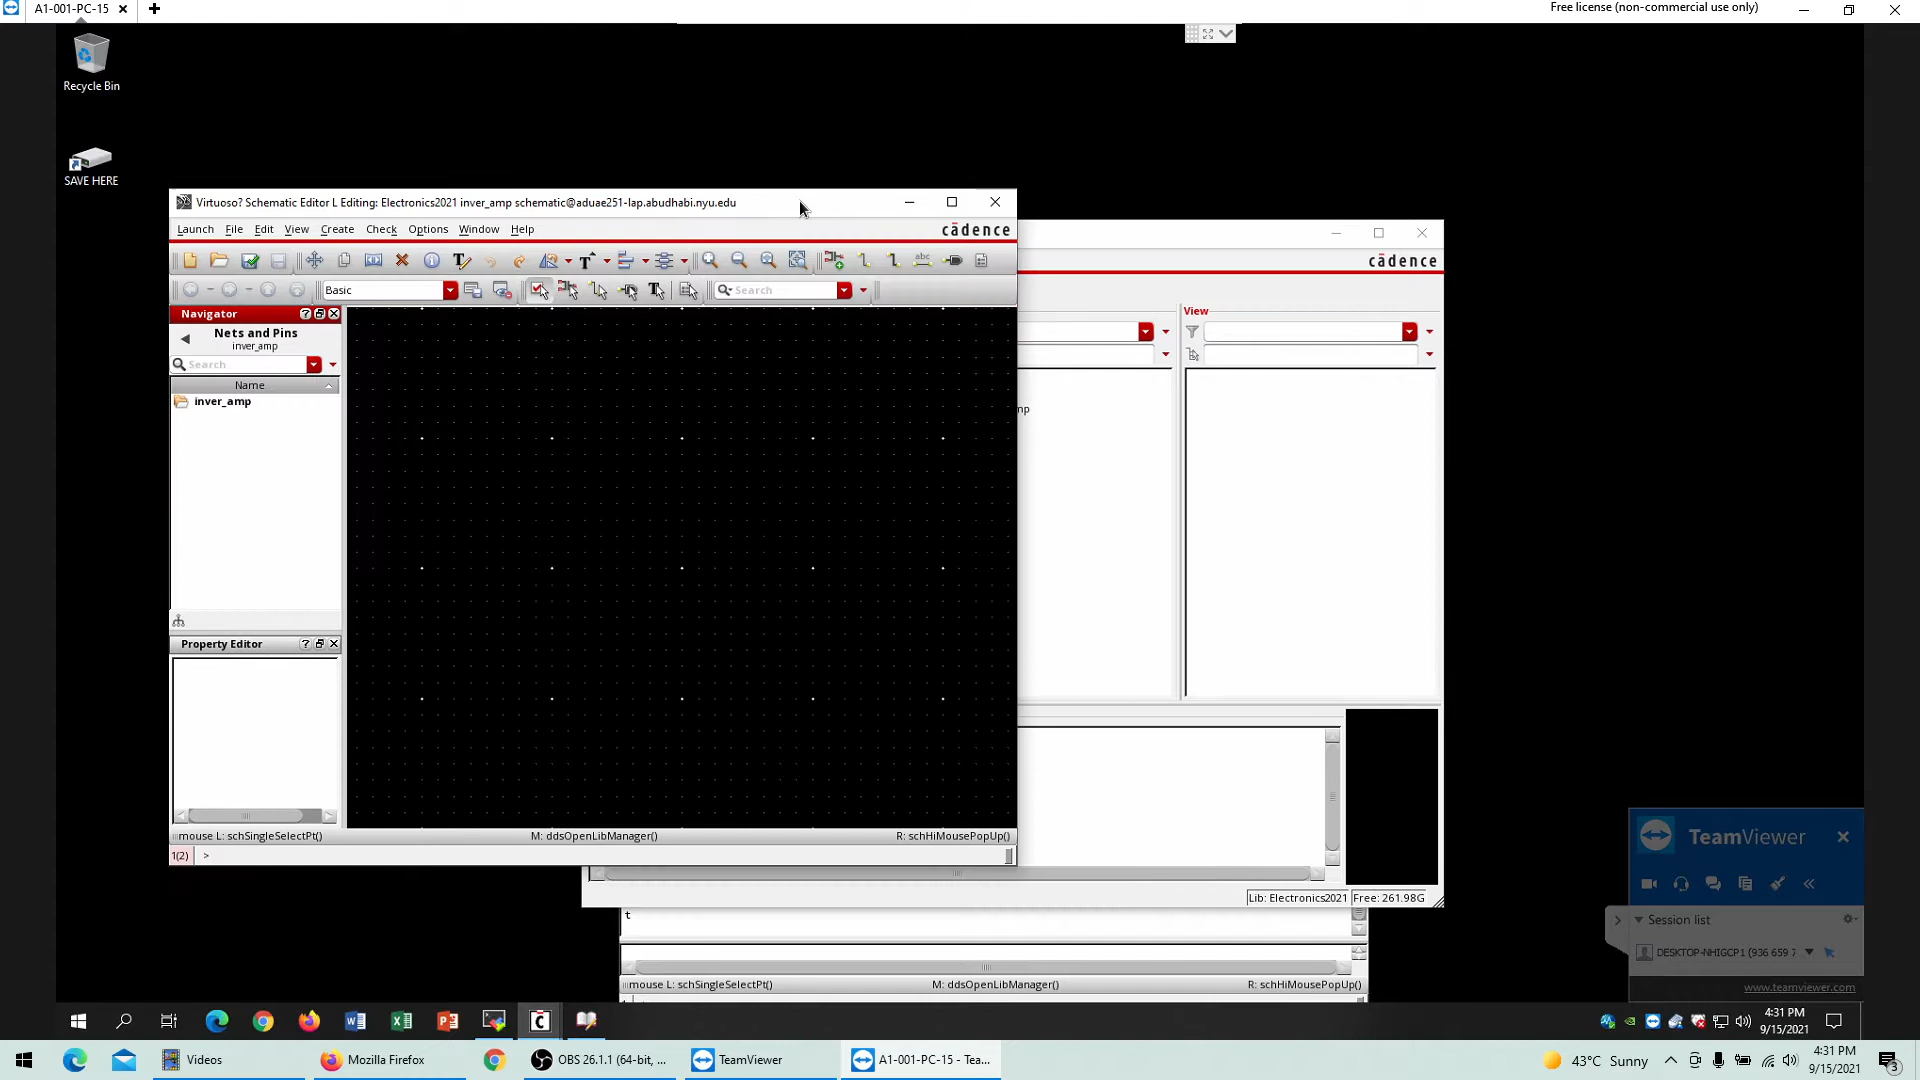 A1-001-PC-15
Free license (non-commercial use only)
Recycle Bin
SAVE HERE
Virtuoso? Schematic Editor L Editing: Electronics2021 inver_amp schematic@aduae251-lap.abudhabi.nyu.edu
Launch File Edit View Create Check Options Window Help
cādence
cādence
abc
Basic
Search
Navigator
Nets and Pins
inver_amp
Search
Name
inver_amp
View
mp
Property Editor
mouse L: schSingleSelectPt()
M: ddsOpenLibManager()
R: schHiMousePopUp()
1(2) >
Lib: Electronics2021
Free: 261.98G
t
mouse L: schSingleSelectPt()
M: ddsOpenLibManager()
R: schHiMousePopUp()
TeamViewer
Session list
DESKTOP-NHIGCP1 (936 659 7
www.teamviewer.com
4:31 PM
9/15/2021
Videos
Mozilla Firefox
OBS 26.1.1 (64-bit, ...
TeamViewer
A1-001-PC-15 - Tea...
43°C Sunny
4:31 PM
9/15/2021
3